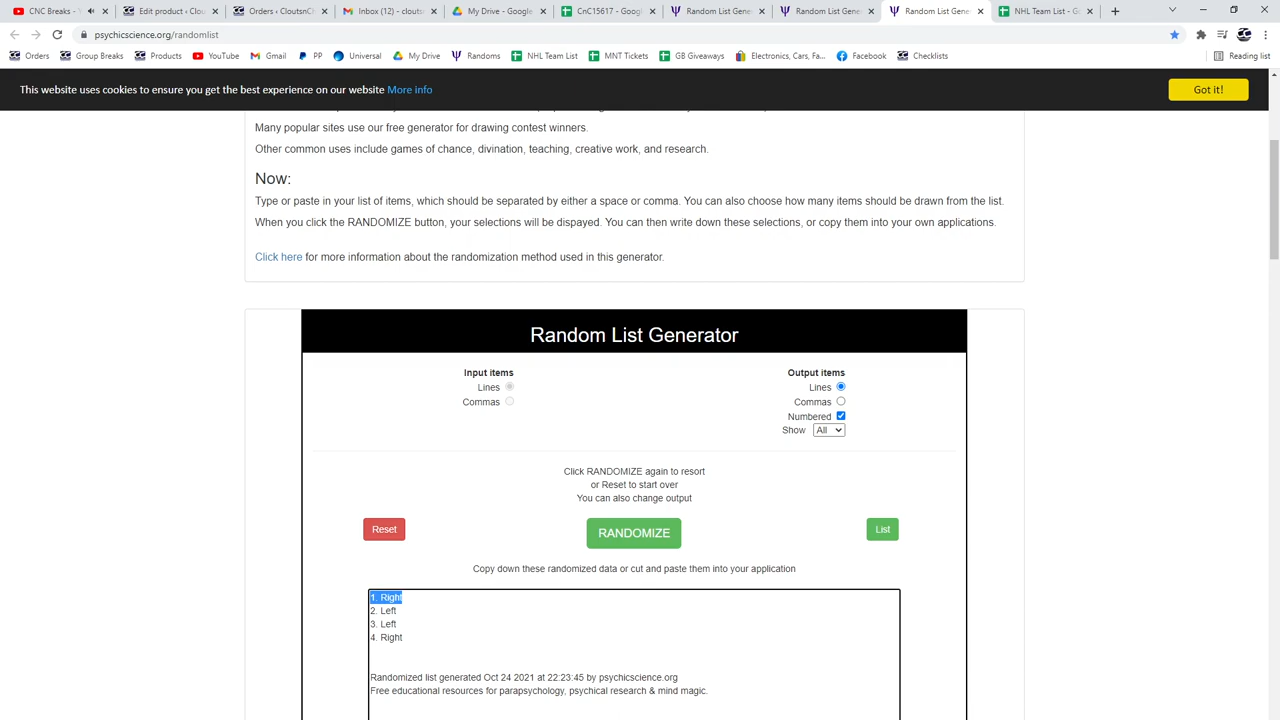 CNC Breaks -
Edit product ‹ Clou
Orders ‹ CloutsnCh
Inbox (12) - clouts
My Drive - Google
CnC15617 - Googl
Random List Gene
Random List Gene
Random List Gene
NHL Team List - G
psychicscience.org/randomlist
Orders
Group Breaks
Products
YouTube
Gmail
PP
Universal
My Drive
Randoms
NHL Team List
MNT Tickets
GB Giveaways
Electronics, Cars, Fa...
Facebook
Checklists
Reading list
This website uses cookies to ensure you get the best experience on our website More info
Got it!
Many popular sites use our free generator for drawing contest winners.
Other common uses include games of chance, divination, teaching, creative work, and research.
Now:
Type or paste in your list of items, which should be separated by either a space or comma. You can also choose how many items should be drawn from the list.
When you click the RANDOMIZE button, your selections will be dispayed. You can then write down these selections, or copy them into your own applications.
Click here for more information about the randomization method used in this generator.
Random List Generator
Input items
Lines
Commas
Output items
Lines
Commas
Numbered
Show All
Click RANDOMIZE again to resort
or Reset to start over
You can also change output
Reset
RANDOMIZE
List
Copy down these randomized data or cut and paste them into your application
1. Right
2. Left
3. Left
4. Right
Randomized list generated Oct 24 2021 at 22:23:45 by psychicscience.org
Free educational resources for parapsychology, psychical research & mind magic.